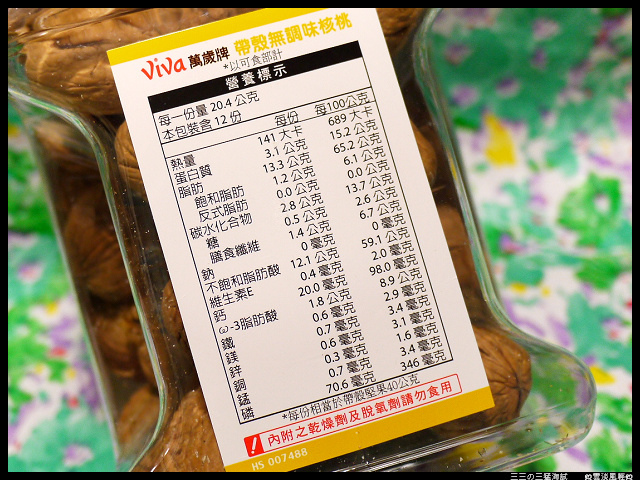 ViVa 萬歲牌 帶殼無調味核桃
*以可食部計
營養標示
每一份量 20.4 公克
本包裝含 12 份
每份 每100公克
熱量 141 大卡 689 大卡
蛋白質 3.1 公克 15.2 公克
脂肪 13.3 公克 65.2 公克
飽和脂肪 1.2 公克 6.1 公克
反式脂肪 0.0 公克 0.0 公克
碳水化合物 2.8 公克 13.7 公克
糖 0.5 公克 2.6 公克
膳食纖維 1.4 公克 6.7 公克
鈉 0 毫克 0 毫克
不飽和脂肪酸 12.1 公克 59.1 公克
維生素E 0.4 毫克 2.0 毫克
鈣 20.0 毫克 98.0 毫克
ω-3脂肪酸 1.8 公克 8.9 公克
鐵 0.6 毫克 2.9 毫克
鎂 0.7 毫克 3.4 毫克
鋅 0.6 毫克 3.1 毫克
銅 0.3 毫克 1.6 毫克
錳 0.7 毫克 3.4 毫克
磷 70.6 毫克 346 毫克
*每份相當於帶殼堅果40公克
! 內附之乾燥劑及脫氧劑請勿食用
HS 007488
雲淡風輕